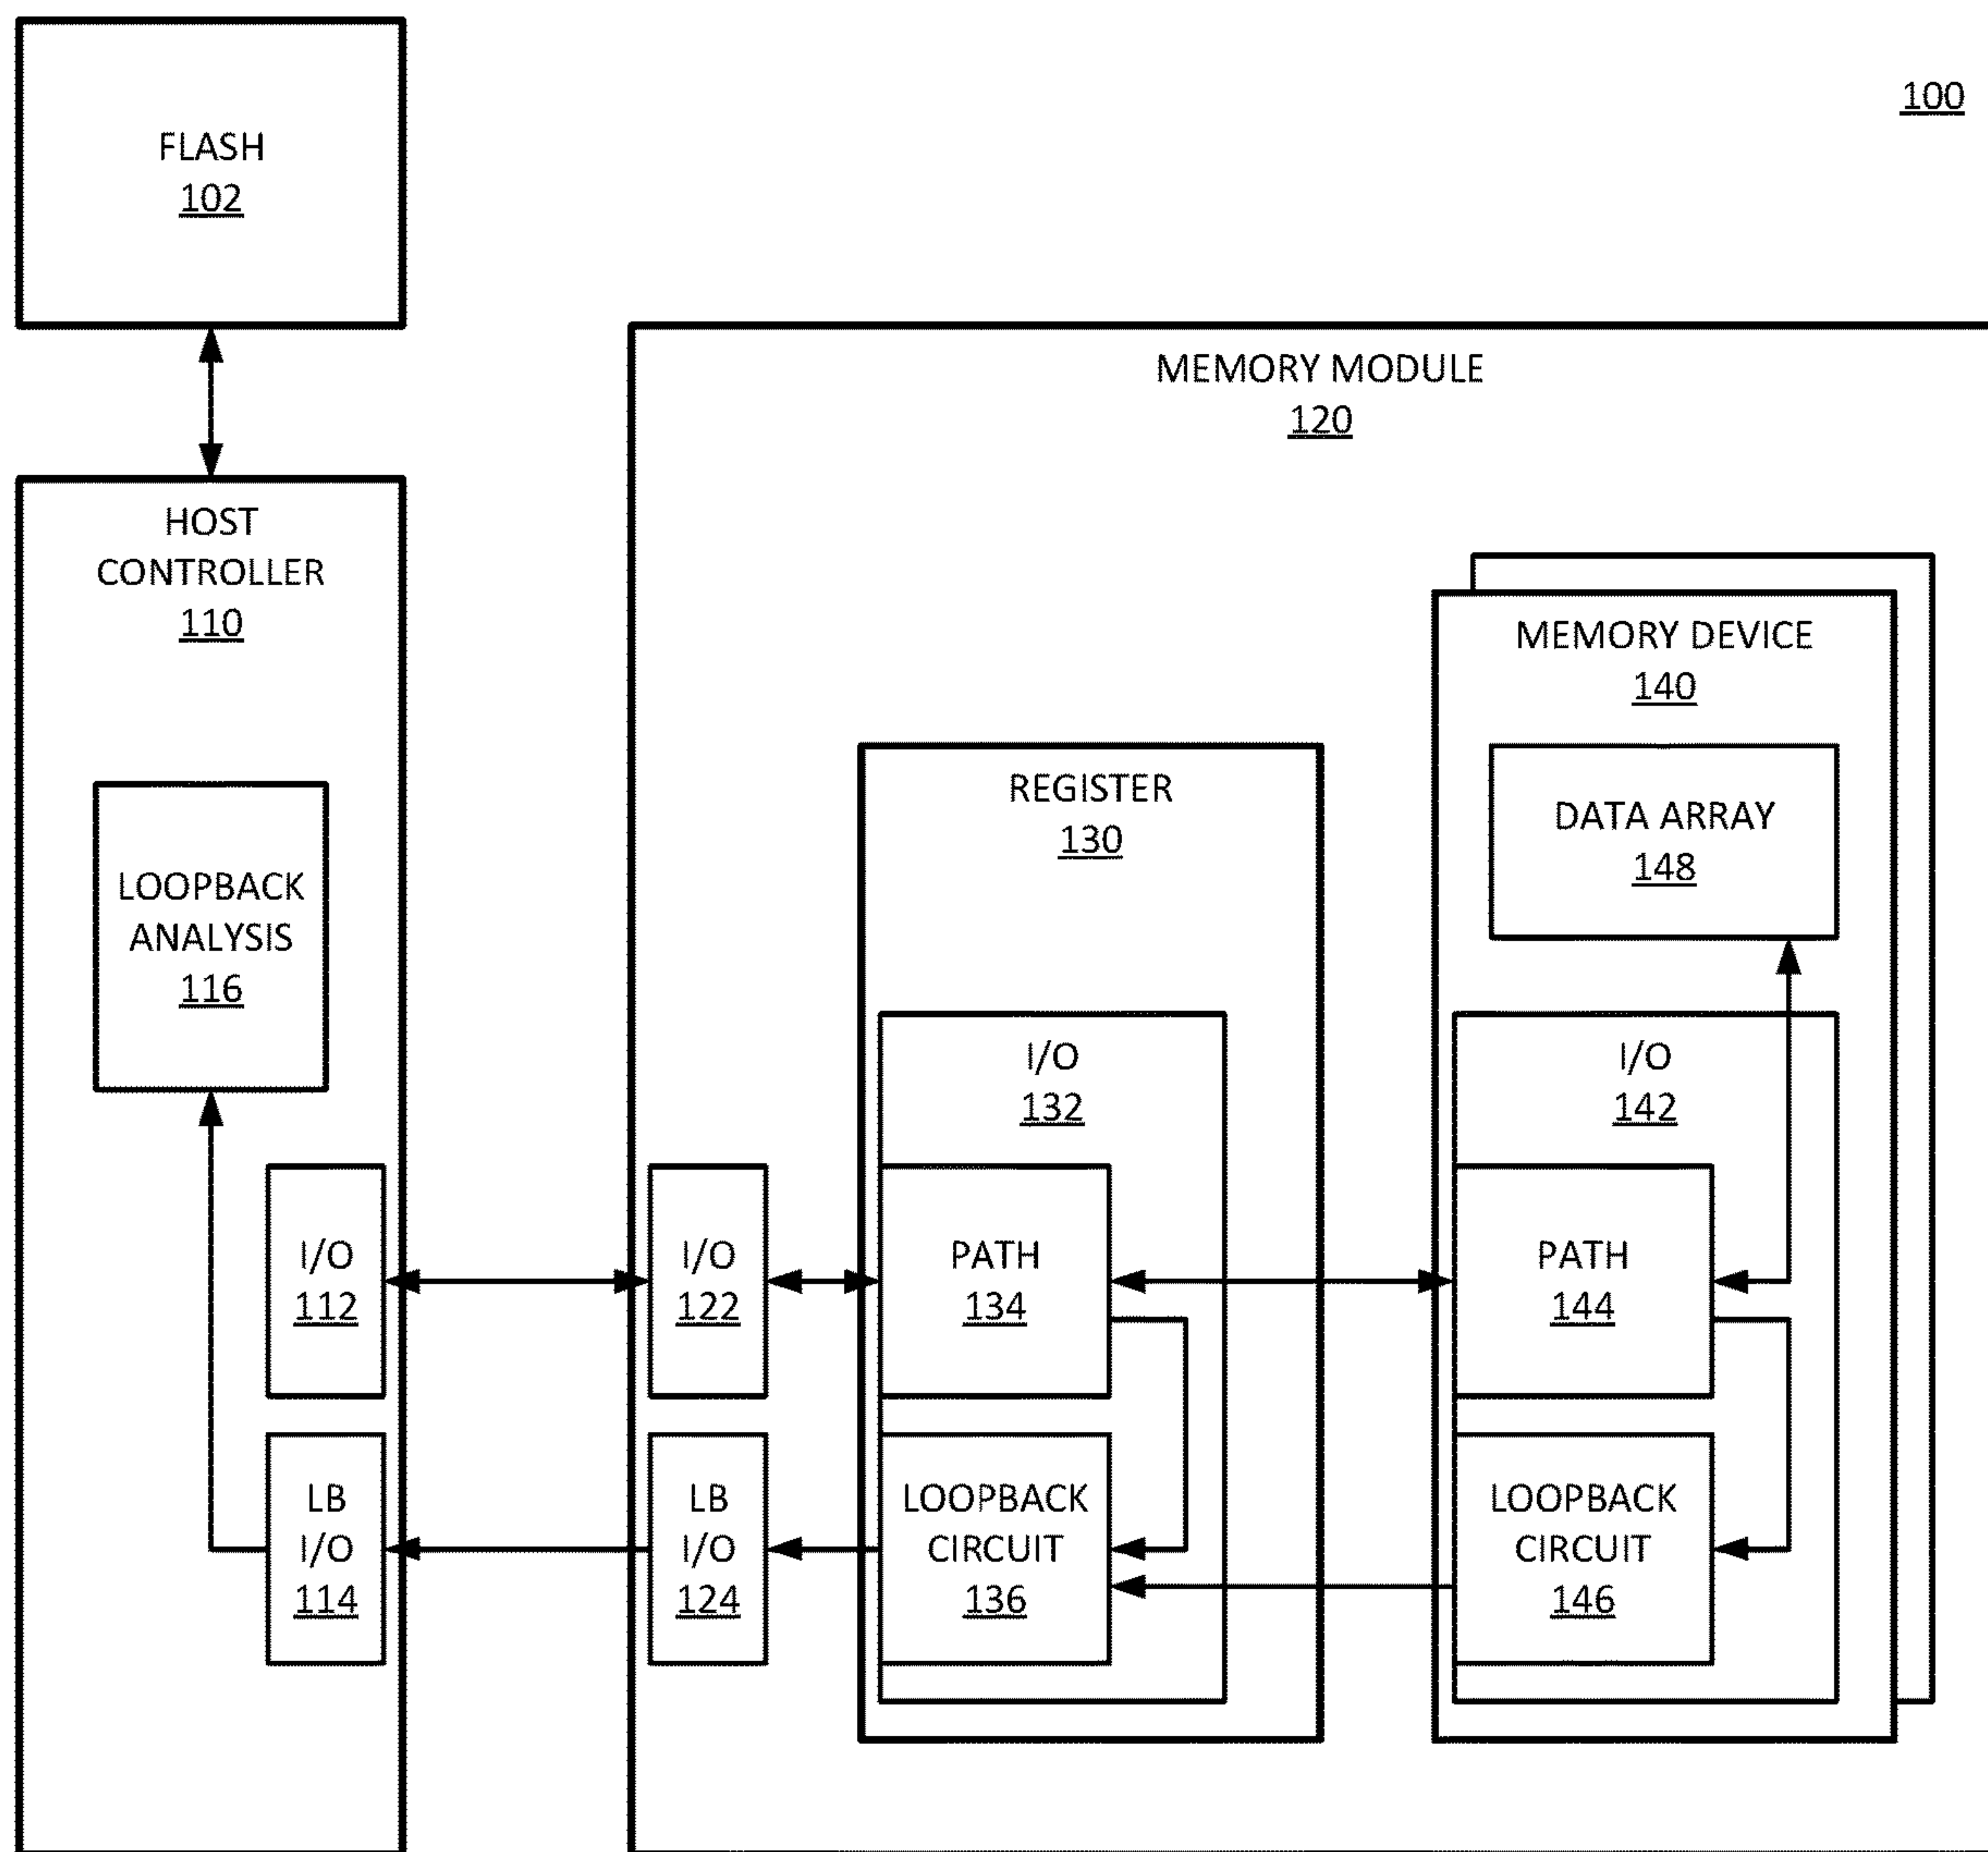 100
FLASH
102
MEMORY MODULE
120
HOST
CONTROLLER
110
LOOPBACK
ANALYSIS
116
I/O
112
LB
I/O
114
I/O
122
LB
I/O
124
REGISTER
130
I/O
132
PATH
134
LOOPBACK
CIRCUIT
136
MEMORY DEVICE
140
DATA ARRAY
148
I/O
142
PATH
144
LOOPBACK
CIRCUIT
146